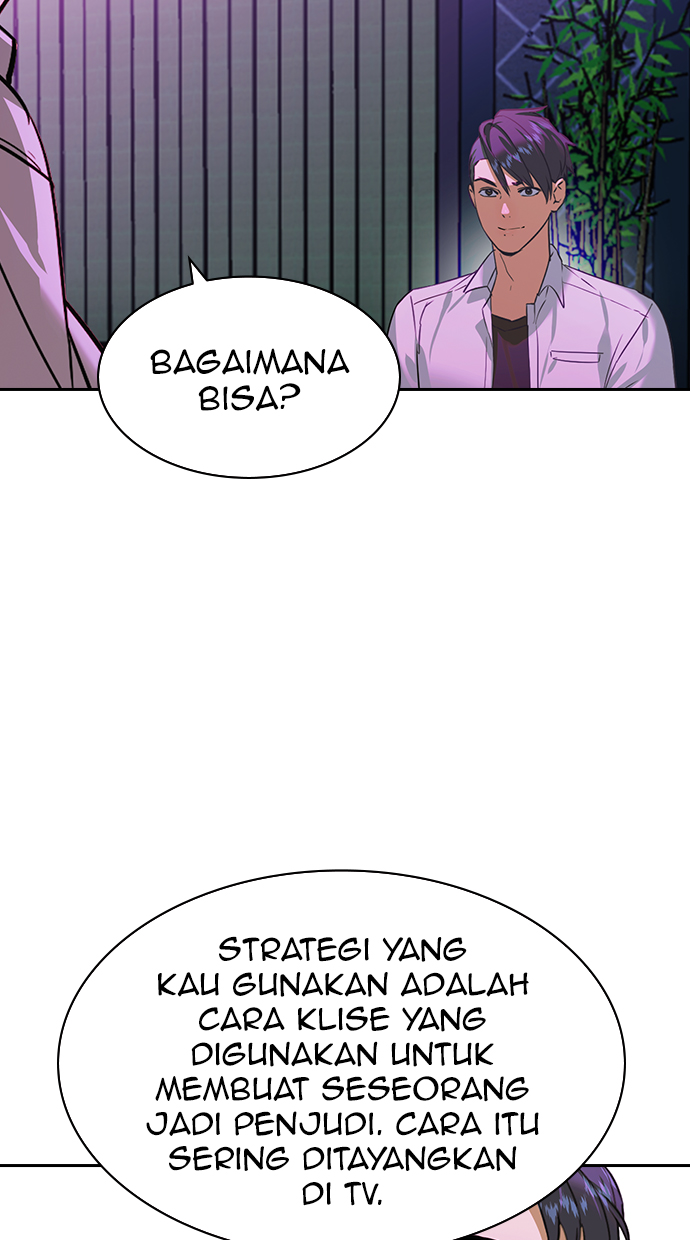 BAGAIMANA
BISA?
STRATEGI YANG
KAU GUNAKAN ADALAH
CARA KLISE YANG
DIGUNAKAN UNTUK
MEMBUAT SESEORANG
JADI PENJUDI. CARA ITU
SERING DITAYANGKAN
DI TV.